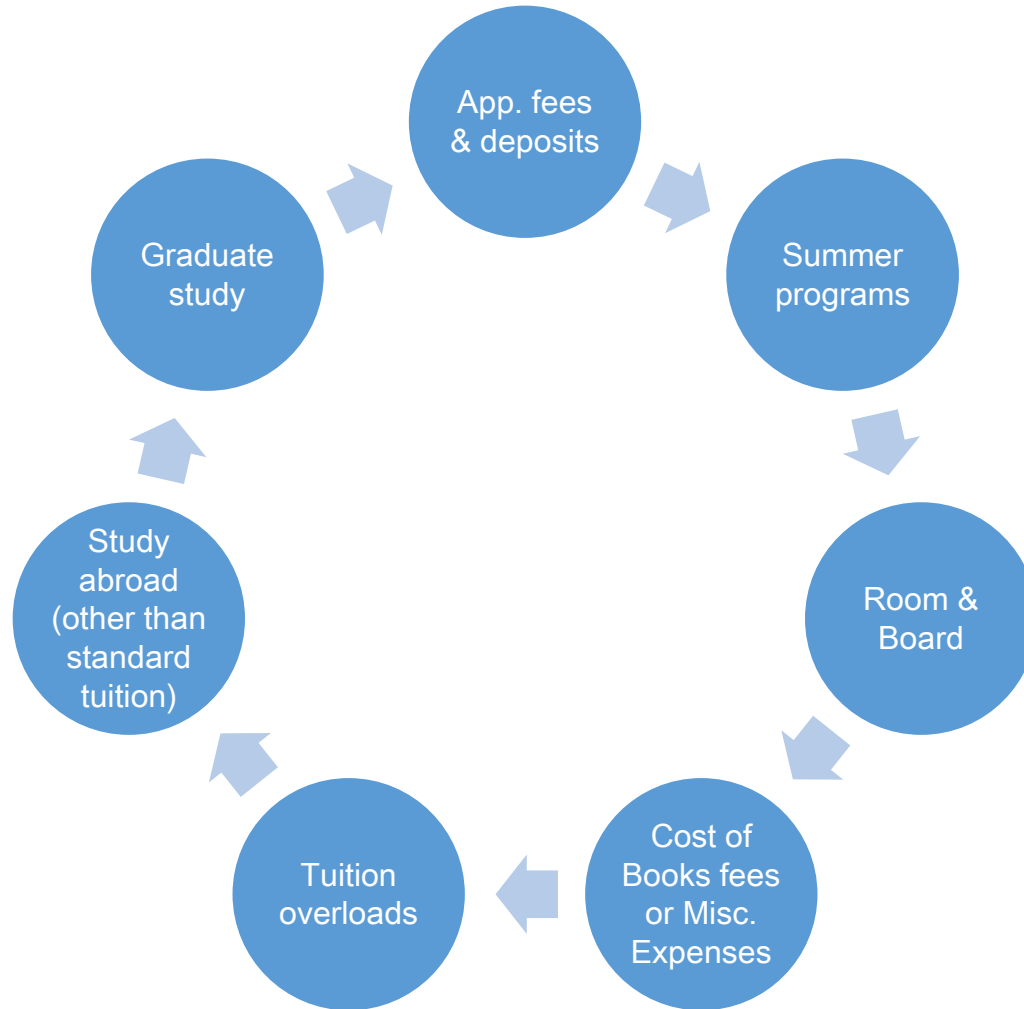 App. fees
& deposits
Summer
programs
Room &
Board
Cost of
Books fees
or Misc.
Expenses
Tuition
overloads
Study
abroad
(other than
standard
tuition)
Graduate
study